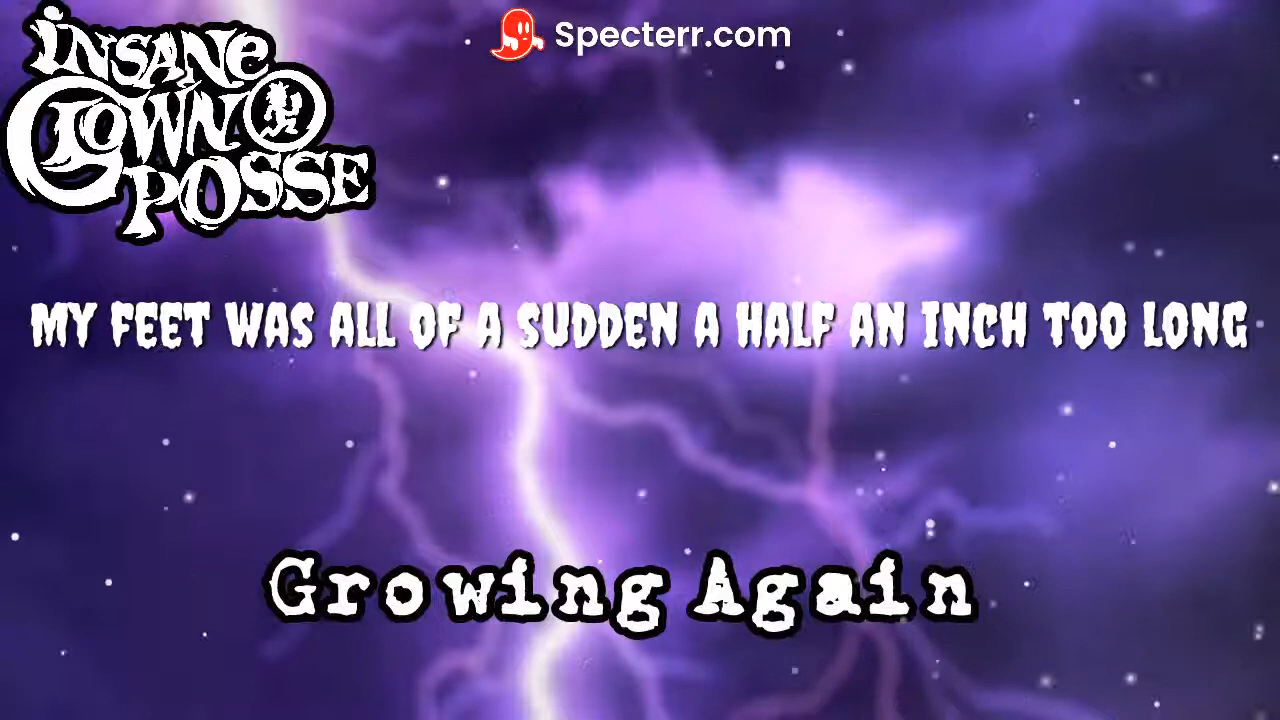 iNSANe
CLOWN
POSSE
Specterr.com
MY FEET WAS ALL OF A SUDDEN A HALF AN INCH TOO LONG
Growing Again